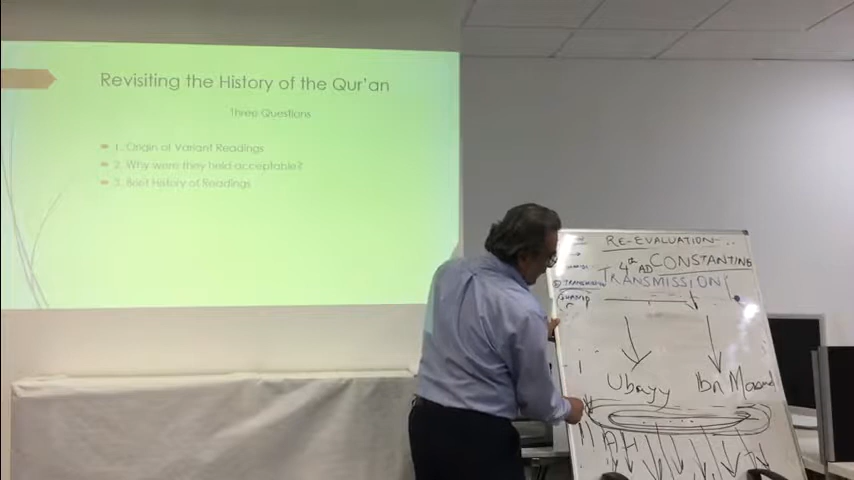 Revisiting the History of the Qur'an
Three Questions
1. Origin of Variant Readings
2. Why were they held acceptable?
3. Brief History of Readings
RE-EVALUATION
4th AD CONSTANTING
TRANSMISSION
Ubayy
Ibn Masud